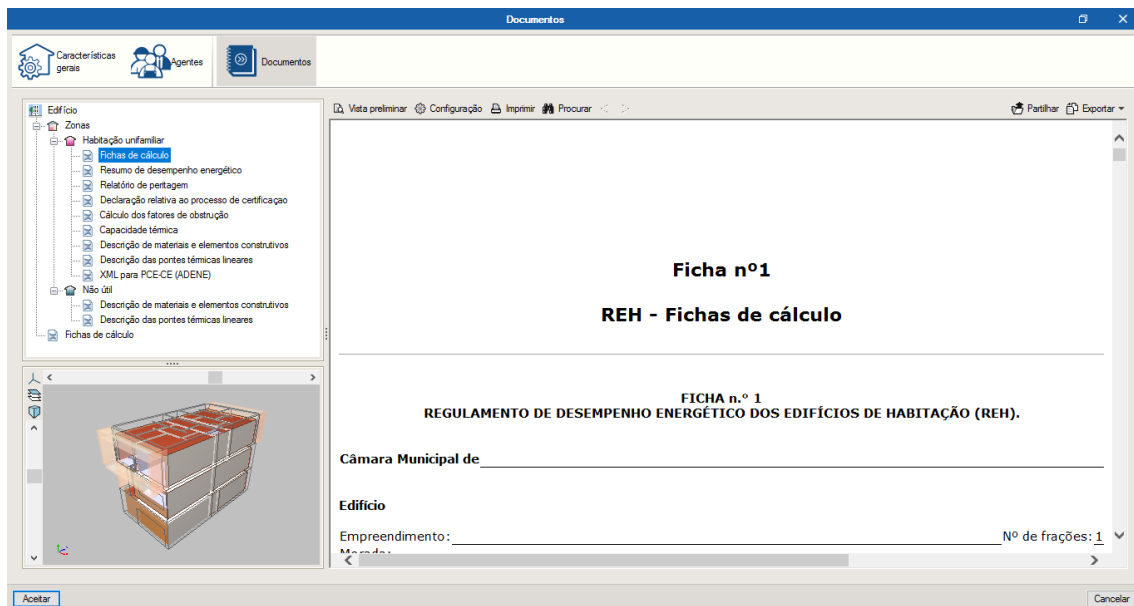 Documentos
Características
gerais
Agentes
Documentos
Edifício
Zonas
Habitação unifamiliar
Fichas de cálculo
Resumo de desempenho energético
Relatório de peritagem
Declaração relativa ao processo de certificaçao
Cálculo dos fatores de obstrução
Capacidade térmica
Descrição de materiais e elementos construtivos
Descrição das pontes térmicas lineares
XML para PCE-CE (ADENE)
Não útil
Descrição de materiais e elementos construtivos
Descrição das pontes térmicas lineares
Fichas de cálculo
Vista preliminar Configuração Imprimir Procurar Partilhar Exportar
Ficha nº1
REH - Fichas de cálculo
FICHA n.º 1
REGULAMENTO DE DESEMPENHO ENERGÉTICO DOS EDIFÍCIOS DE HABITAÇÃO (REH).
Câmara Municipal de
Edifício
Empreendimento: Nº de frações: 1
Morada:
Aceitar Cancelar